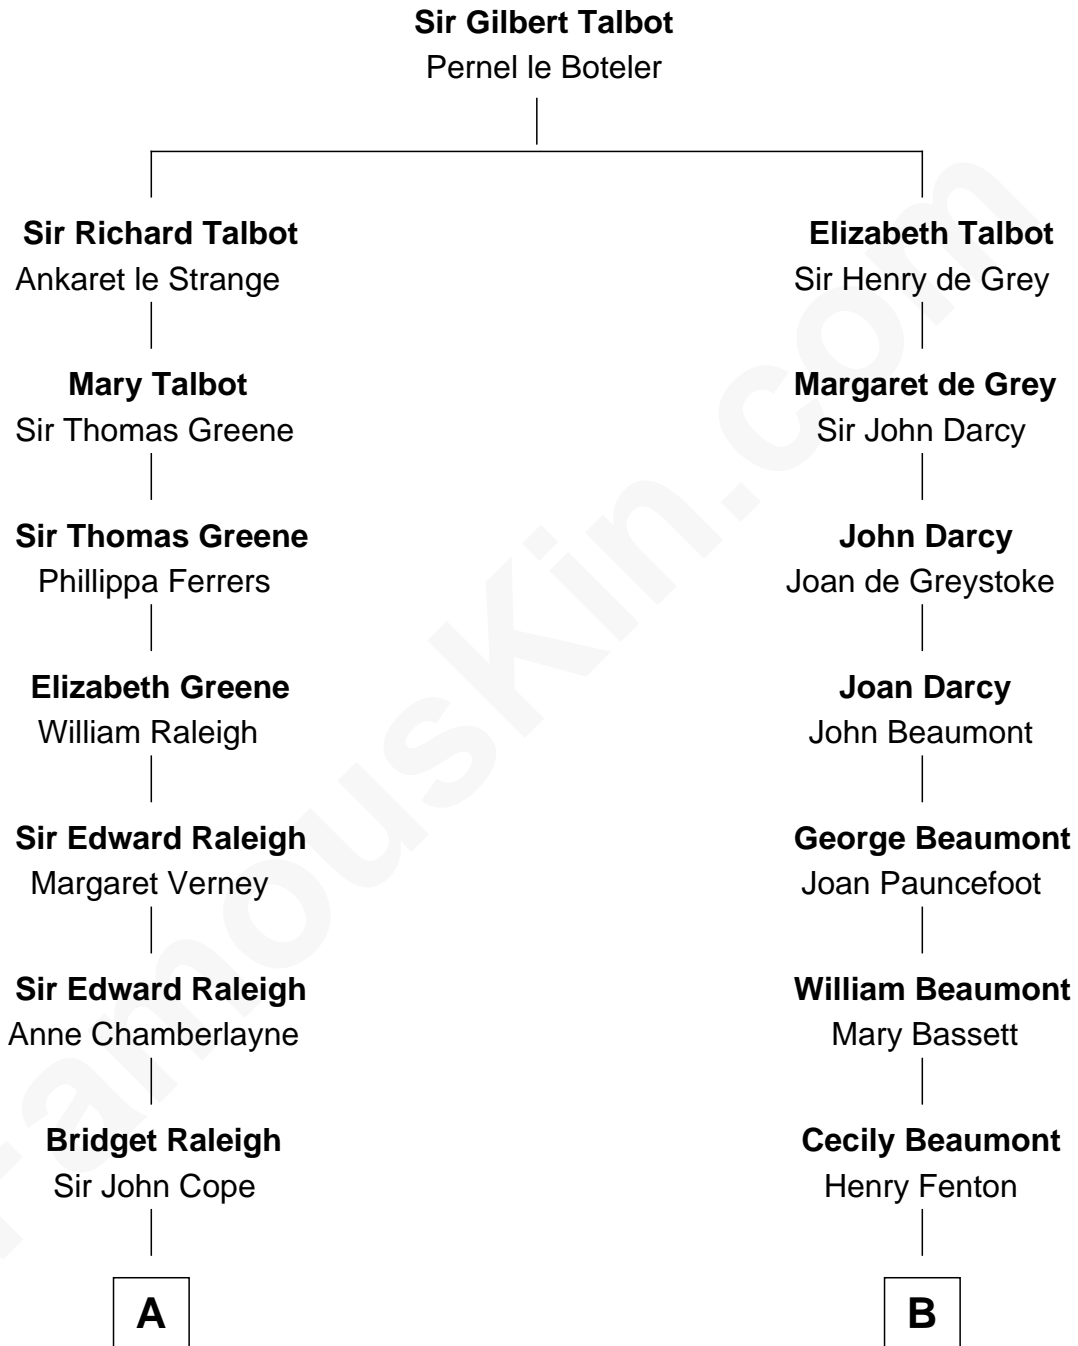 Sir Gilbert Talbot
Pernel le Boteler
Sir Richard Talbot
Ankaret le Strange
Elizabeth Talbot
Sir Henry de Grey
Mary Talbot
Sir Thomas Greene
Margaret de Grey
Sir John Darcy
Sir Thomas Greene
Phillippa Ferrers
John Darcy
Joan de Greystoke
Elizabeth Greene
William Raleigh
Joan Darcy
John Beaumont
Sir Edward Raleigh
Margaret Verney
George Beaumont
Joan Pauncefoot
Sir Edward Raleigh
Anne Chamberlayne
William Beaumont
Mary Bassett
Bridget Raleigh
Sir John Cope
Cecily Beaumont
Henry Fenton
A
B
FamousKin.com